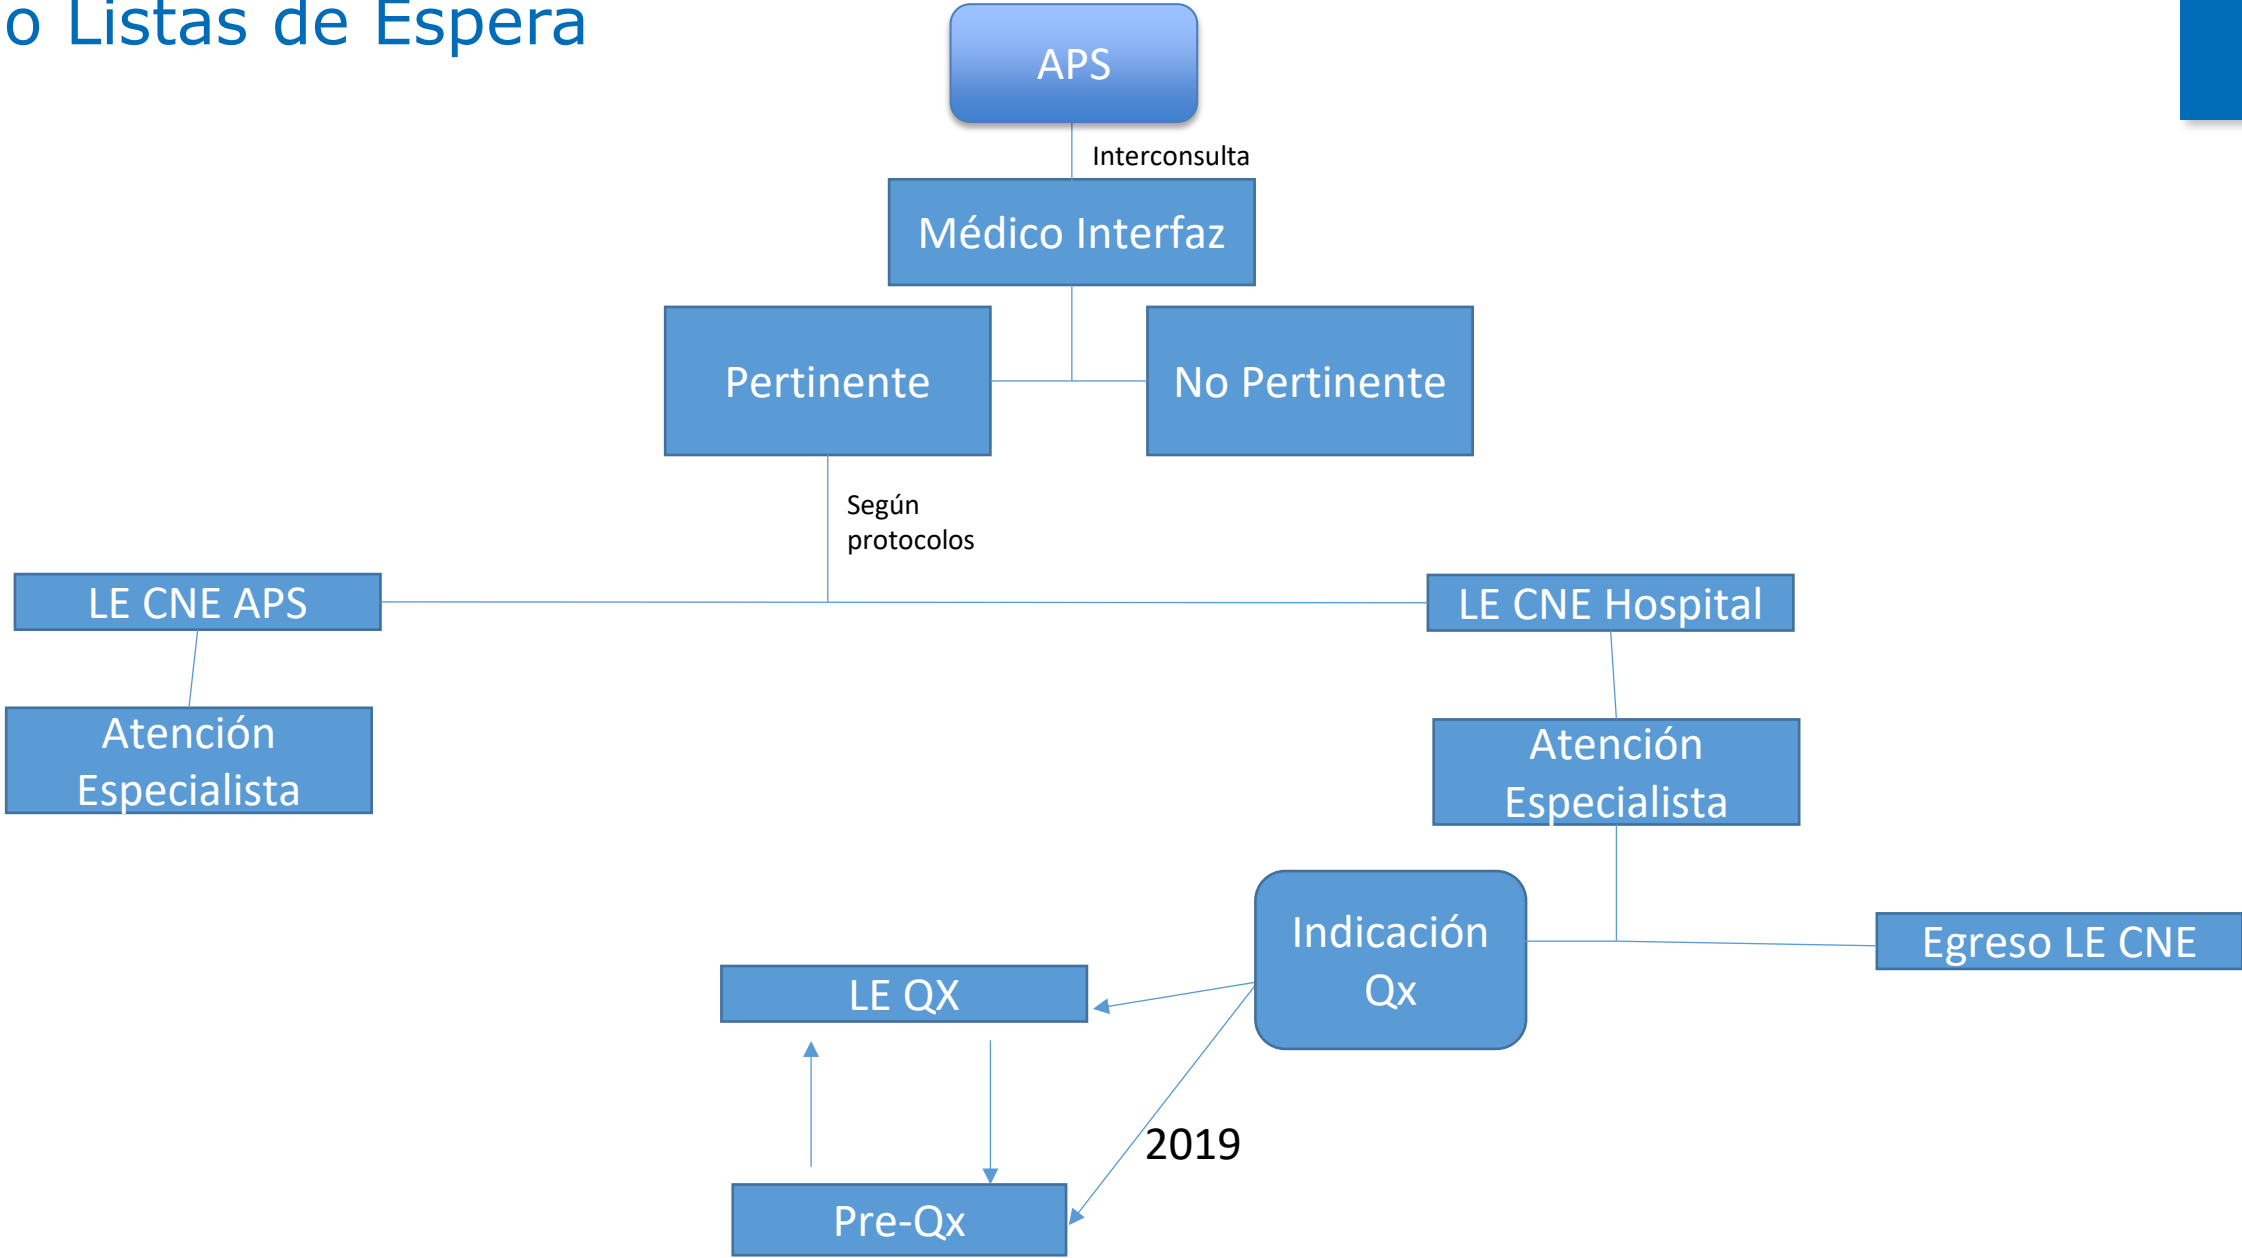 o Listas de Espera
APS
Interconsulta
Médico Interfaz
Pertinente
No Pertinente
Según
protocolos
LE CNE APS
LE CNE Hospital
Atención
Especialista
Atención
Especialista
Indicación
Qx
Egreso LE CNE
LE QX
2019
Pre-Qx